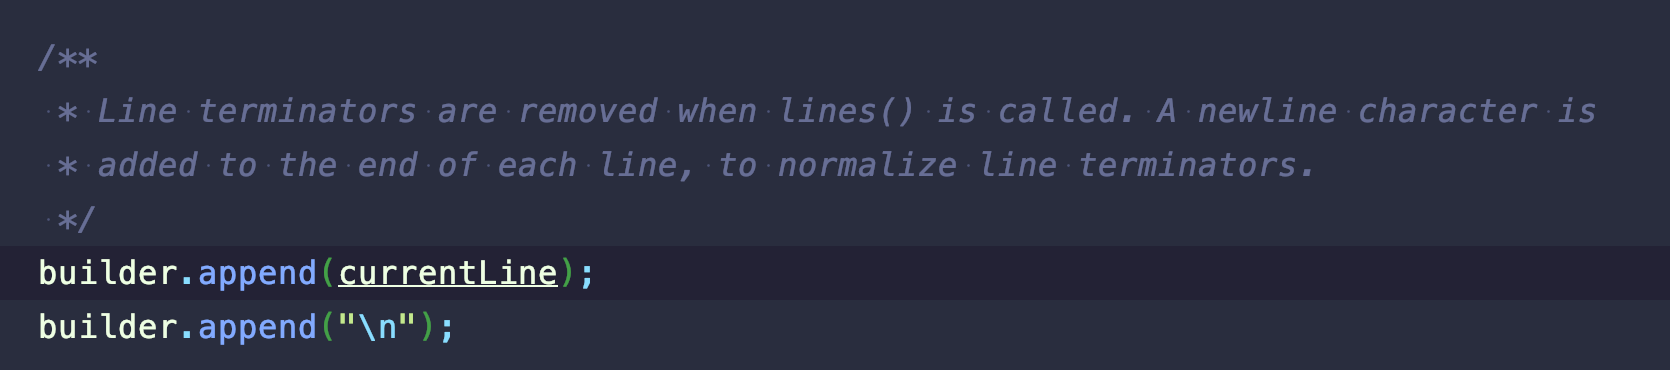 /**
 * Line terminators are removed when lines() is called. A newline character is
 * added to the end of each line, to normalize line terminators.
 */
builder.append(currentLine);
builder.append("\n");